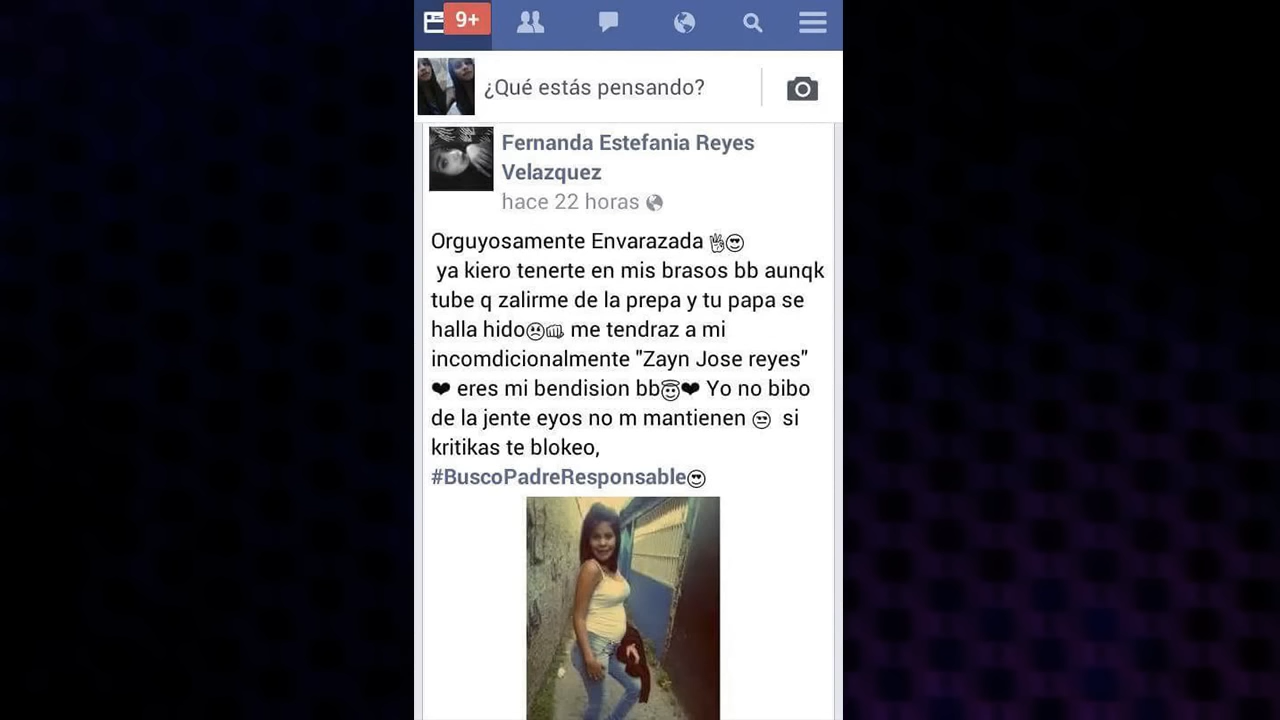 9+
¿Qué estás pensando?
Fernanda Estefania Reyes
Velazquez
hace 22 horas
Orguyosamente Envarazada 👌😍
ya kiero tenerte en mis brasos bb aunqk
tube q zalirme de la prepa y tu papa se
halla hido☹👊 me tendraz a mi
incomdicionalmente "Zayn Jose reyes"
❤ eres mi bendision bb😇❤ Yo no bibo
de la jente eyos no m mantienen 😒 si
kritikas te blokeo,
#BuscoPadreResponsable😍